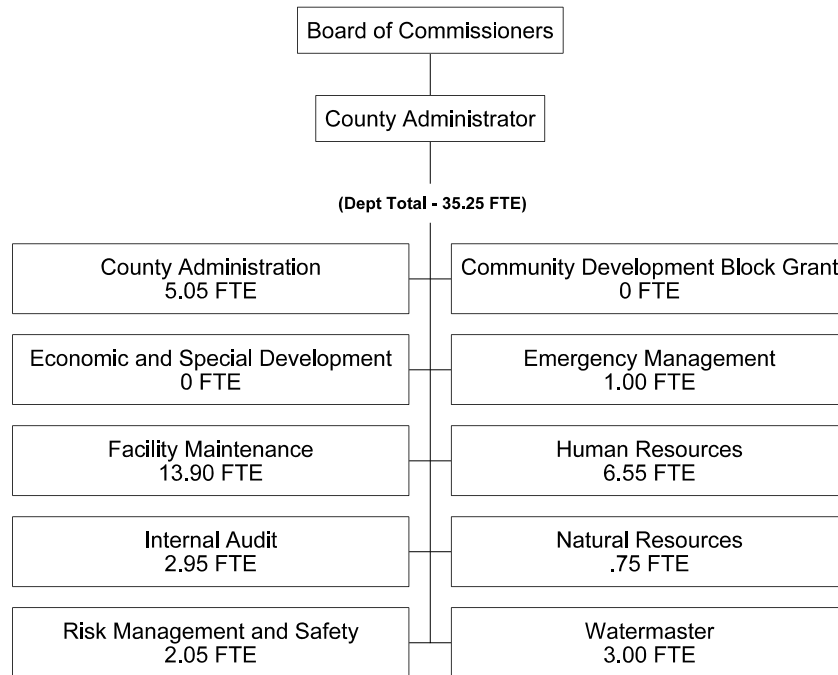 Board of Commissioners
County Administrator
(Dept Total - 35.25 FTE)
County Administration
5.05 FTE
Community Development Block Grant
0 FTE
Economic and Special Development
0 FTE
Emergency Management
1.00 FTE
Facility Maintenance
13.90 FTE
Human Resources
6.55 FTE
Internal Audit
2.95 FTE
Natural Resources
.75 FTE
Risk Management and Safety
2.05 FTE
Watermaster
3.00 FTE